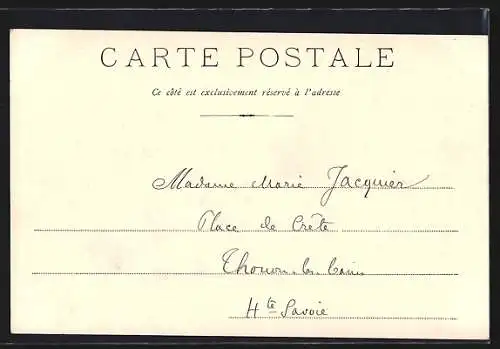 CARTE POSTALE
Ce côté est exclusivement réservé à l'adresse
Madame Marie Jacquier
Place de Crête
Thonon-les-bains
Hte Savoie